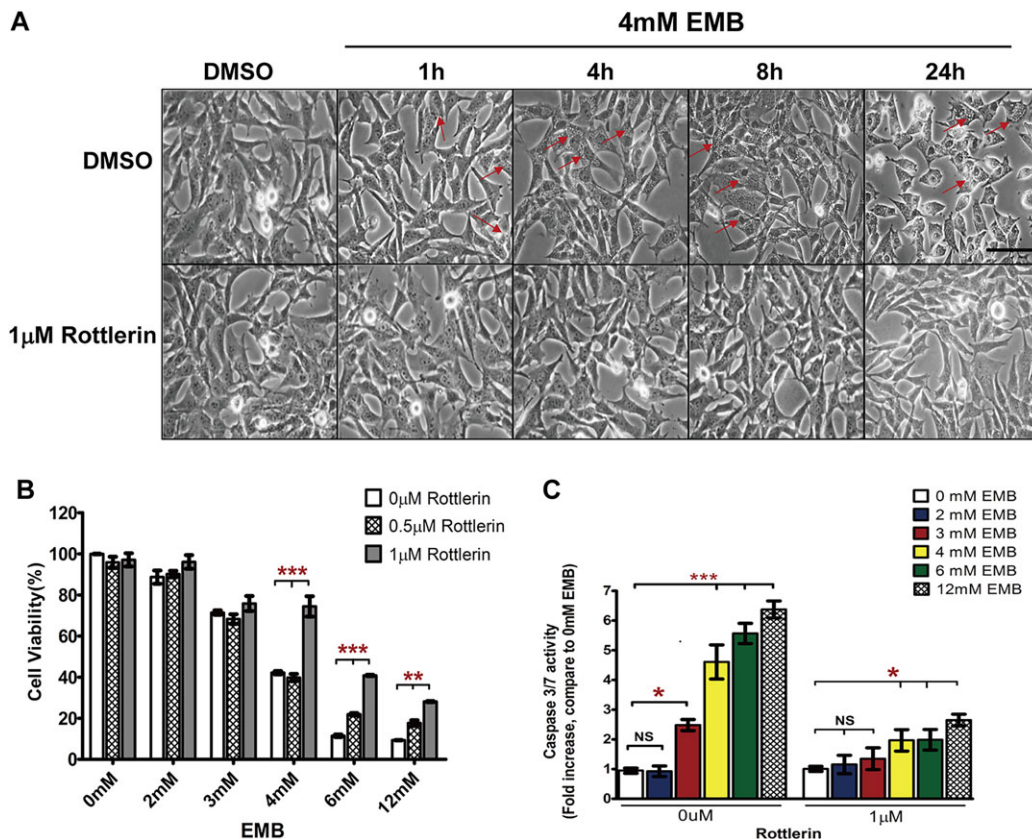 A
4mM EMB
DMSO 1h 4h 8h 24h
DMSO
1μM Rottlerin
B
0μM Rottlerin
0.5μM Rottlerin
1μM Rottlerin
120
100
80
60
40
20
0
Cell Viability(%)
***
***
**
0mM 2mM 3mM 4mM 6mM 12mM
EMB
C
0 mM EMB
2 mM EMB
3 mM EMB
4 mM EMB
6 mM EMB
12mM EMB
Caspase 3/7 activity
(Fold increase, compare to 0mM EMB)
7
6
5
4
3
2
1
0
***
*
NS
*
NS
0uM 1μM
Rottlerin